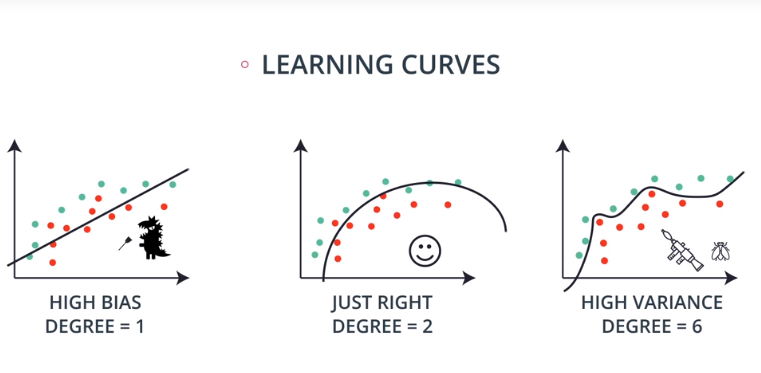 LEARNING CURVES
HIGH BIAS
DEGREE = 1
JUST RIGHT
DEGREE = 2
HIGH VARIANCE
DEGREE = 6